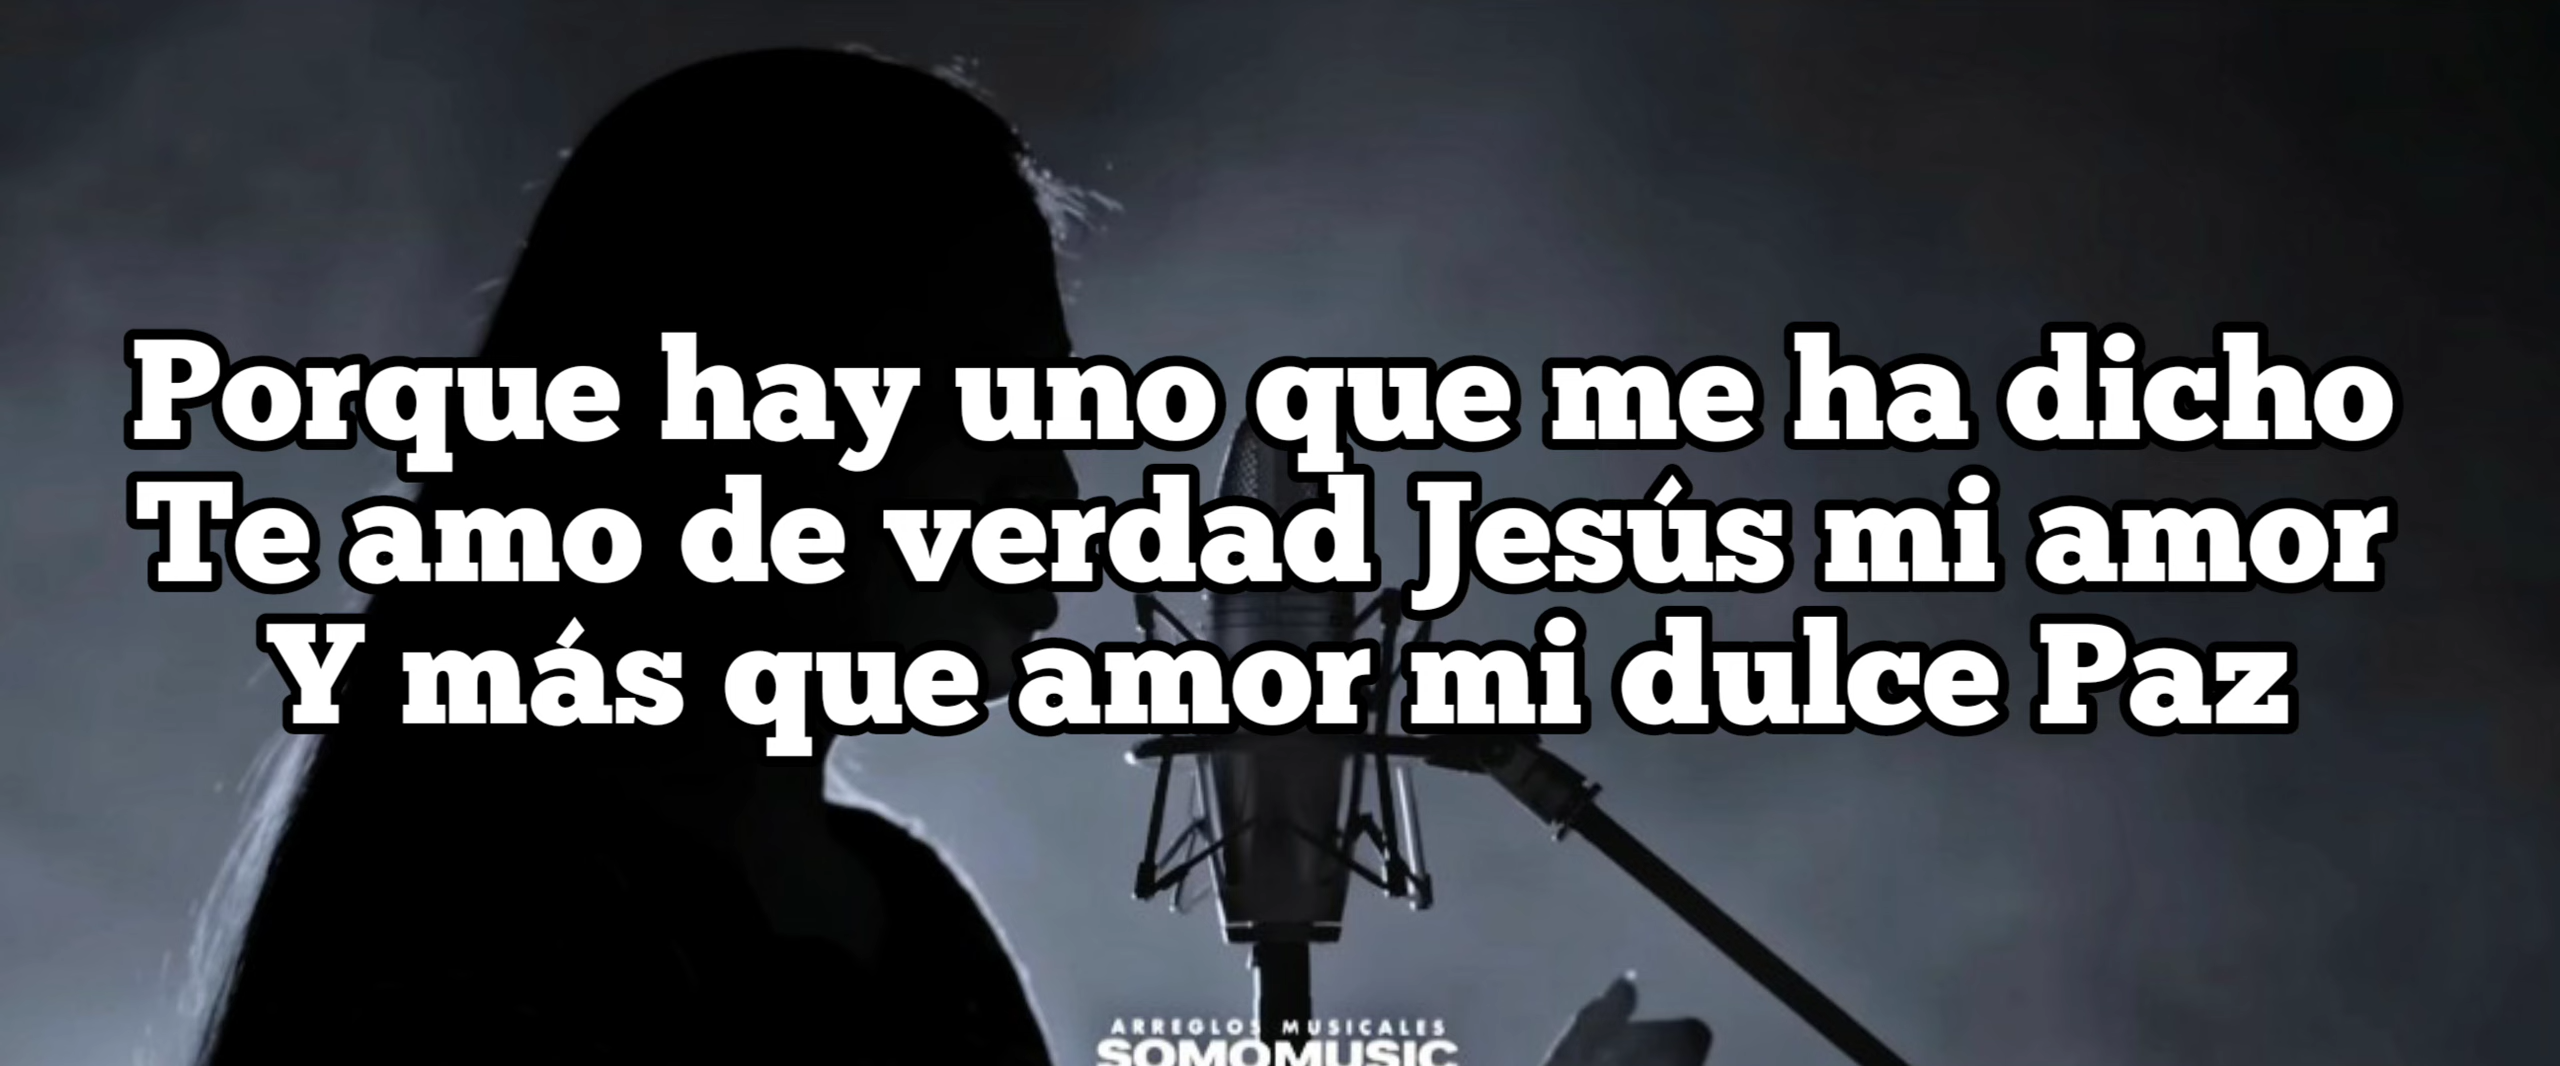 Porque hay uno que me ha dicho
Te amo de verdad Jesús mi amor
Y más que amor mi dulce Paz
ARREGLOS MUSICALES
SOMOMUSIC